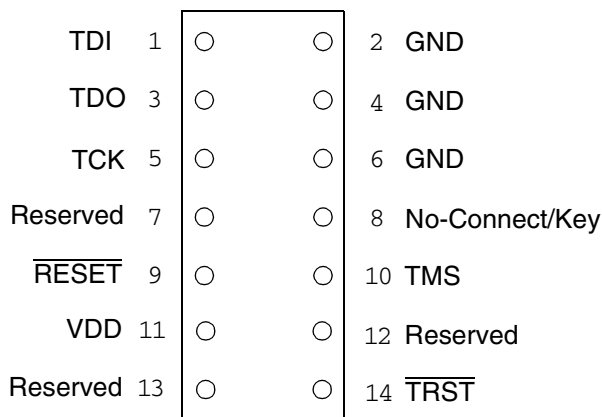 TDI 1 2 GND
TDO 3 4 GND
TCK 5 6 GND
Reserved 7 8 No-Connect/Key
RESET 9 10 TMS
VDD 11 12 Reserved
Reserved 13 14 TRST